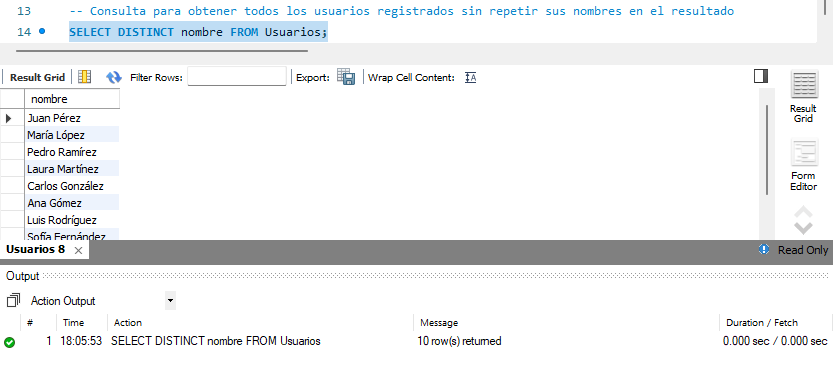 13 -- Consulta para obtener todos los usuarios registrados sin repetir sus nombres en el resultado
14 SELECT DISTINCT nombre FROM Usuarios;
Result Grid Filter Rows: Export: Wrap Cell Content:
nombre
Juan Pérez
María López
Pedro Ramírez
Laura Martínez
Carlos González
Ana Gómez
Luis Rodríguez
Sofía Fernández
Result Grid
Form Editor
Usuarios 8 Read Only
Output
Action Output
# Time Action Message Duration / Fetch
1 18:05:53 SELECT DISTINCT nombre FROM Usuarios 10 row(s) returned 0.000 sec / 0.000 sec